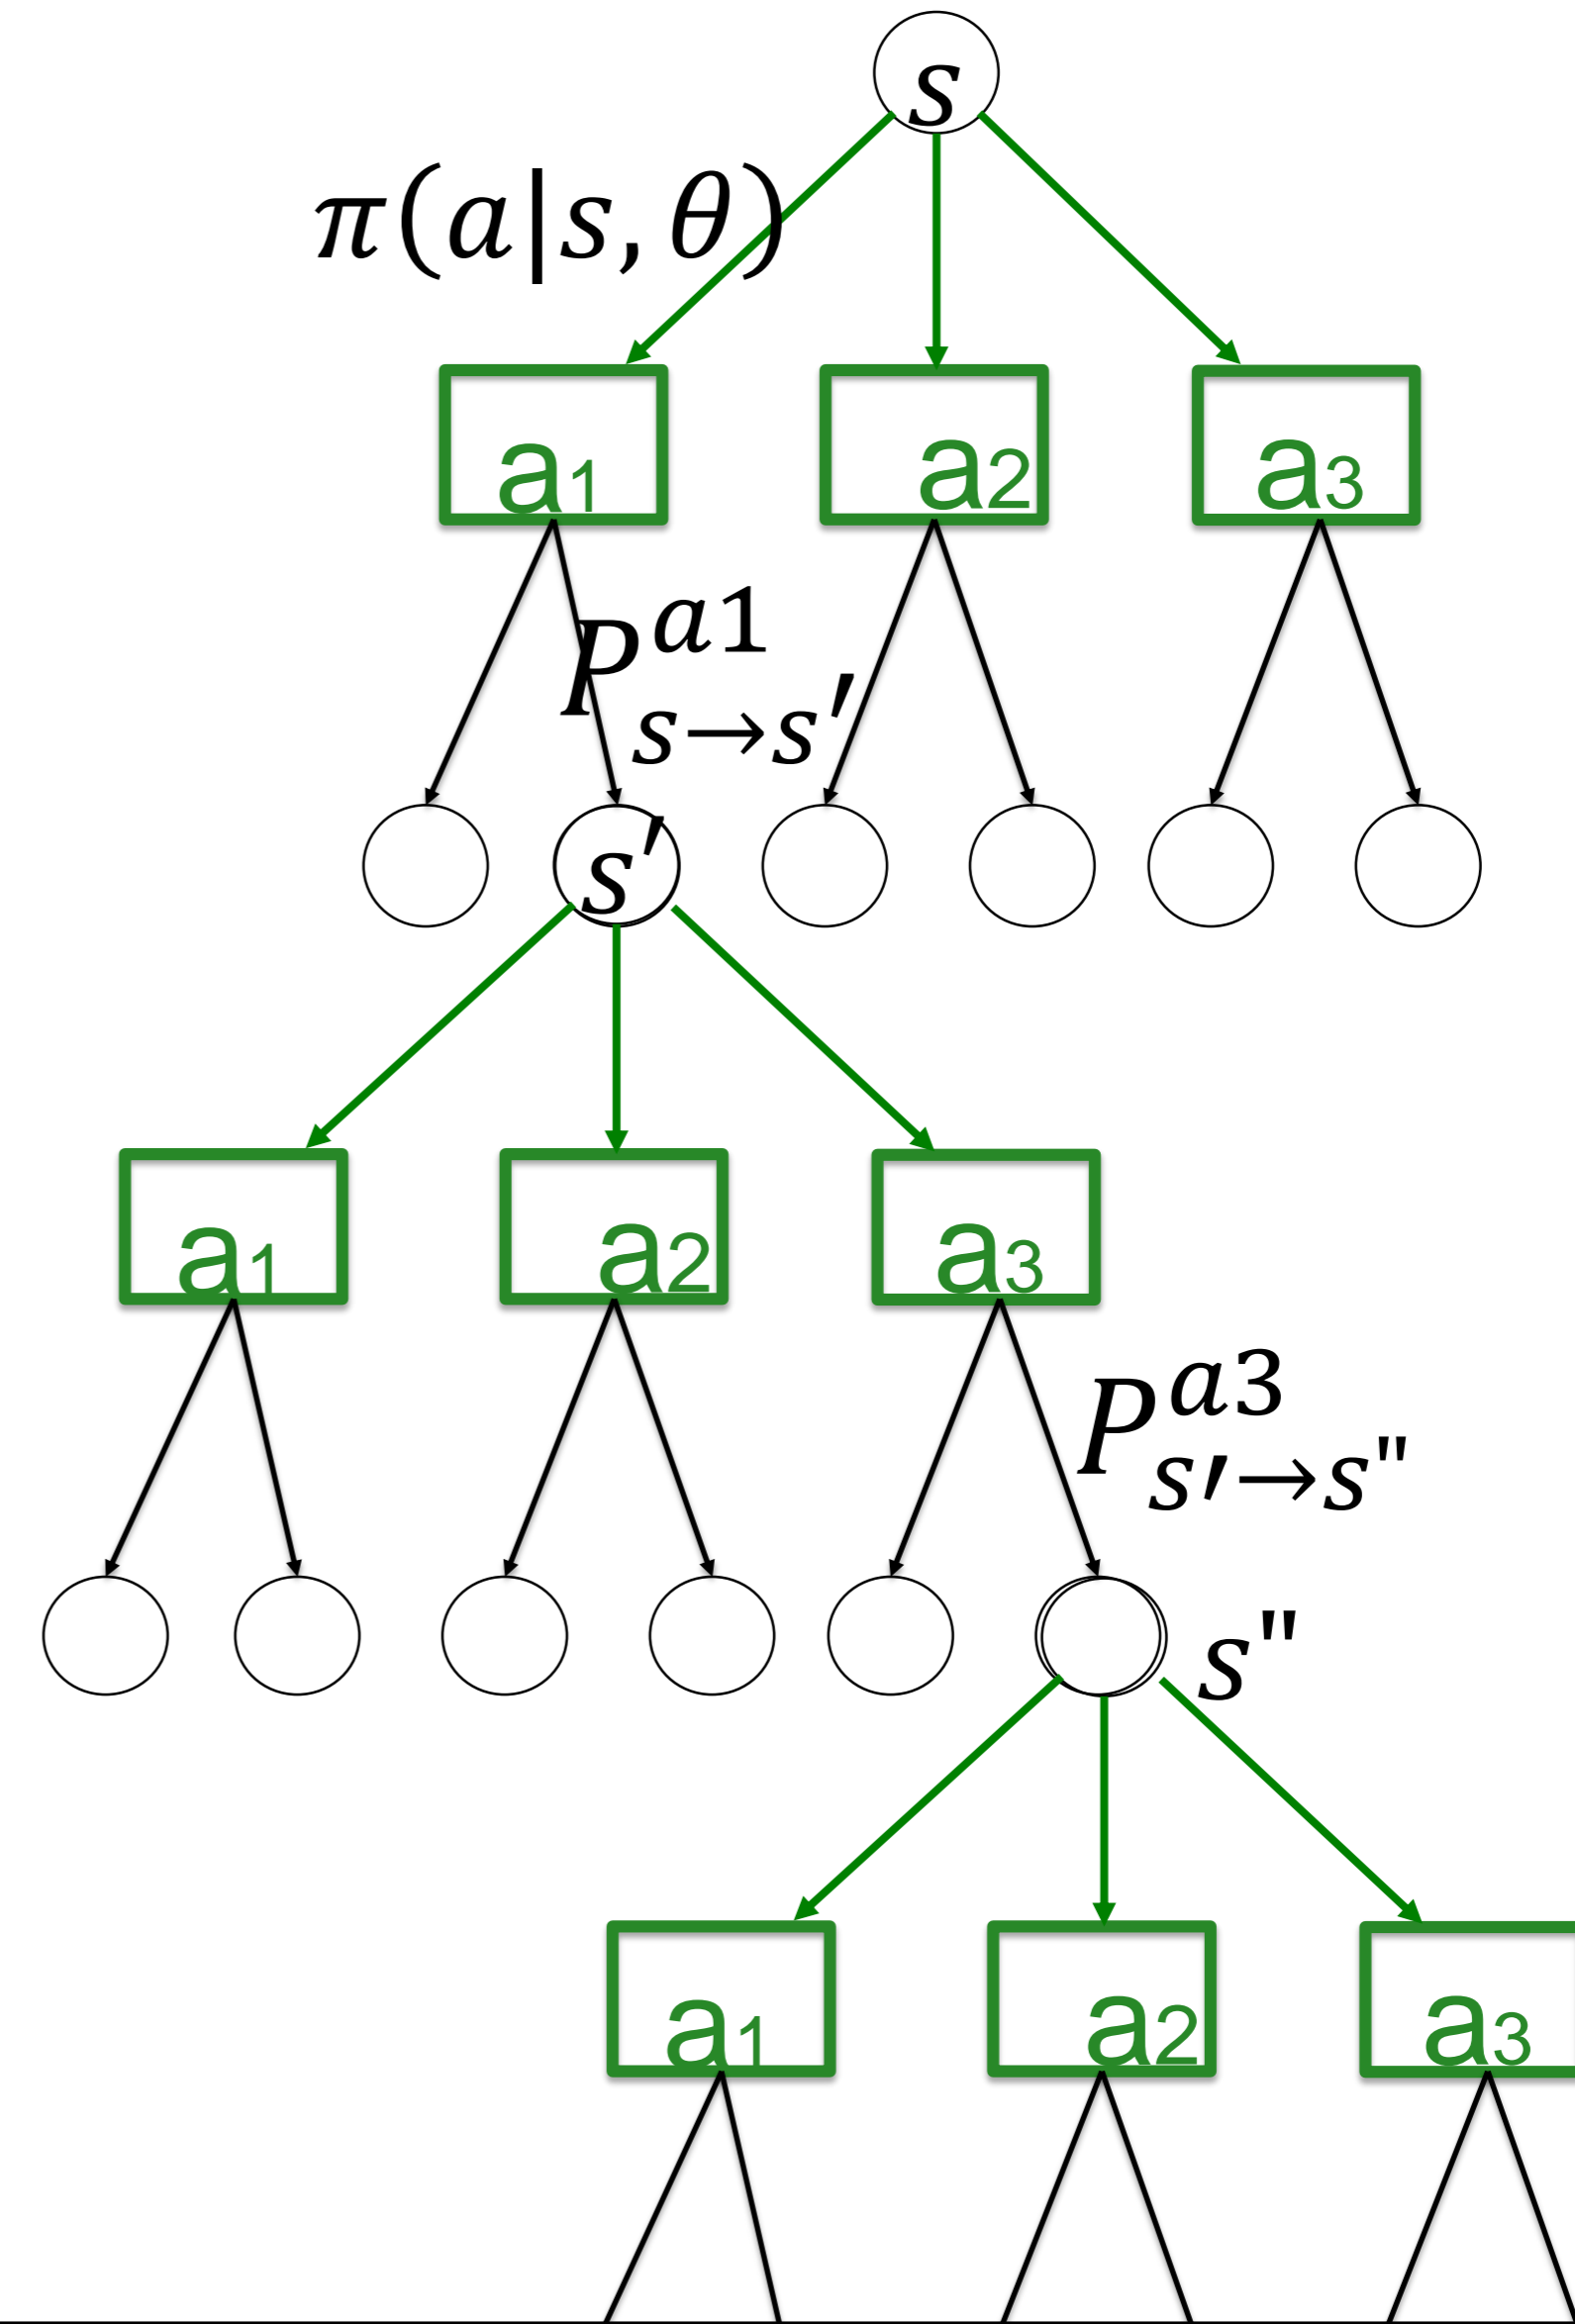 s
π(a|s, θ)
a1 a2 a3
P^{a1}_{s→s'}
s'
a1 a2 a3
P^{a3}_{s'→s"}
s"
a1 a2 a3